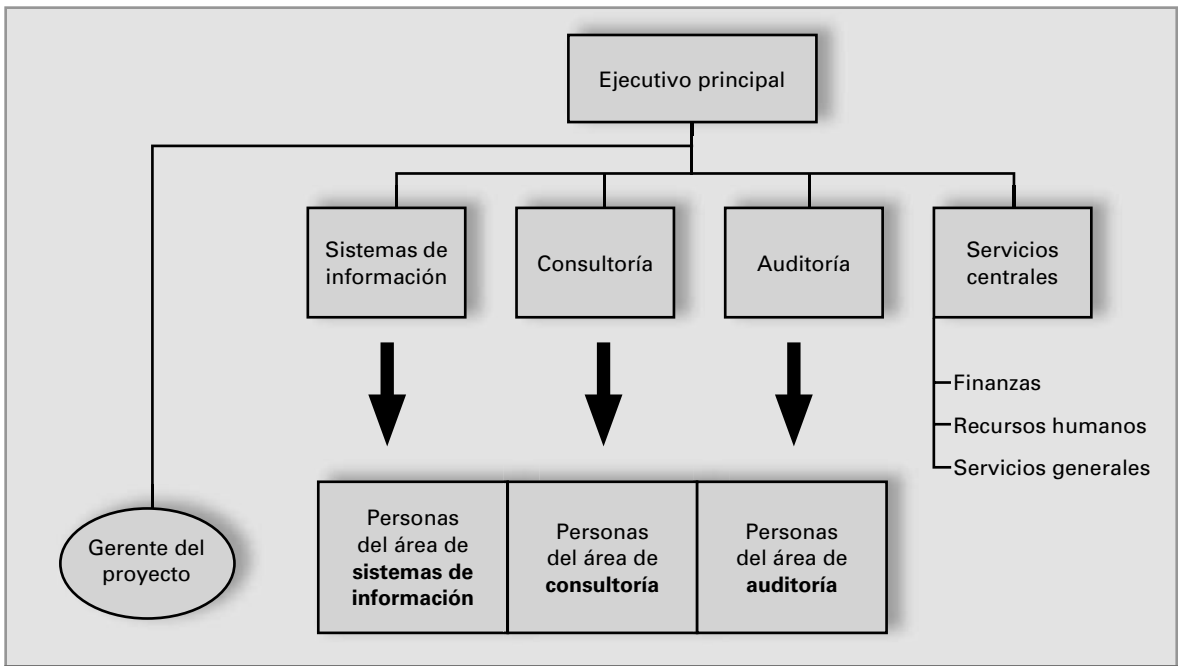 Ejecutivo principal
Sistemas de
información
Consultoría
Auditoría
Servicios
centrales
Finanzas
Recursos humanos
Servicios generales
Gerente del
proyecto
Personas
del área de
sistemas de
información
Personas
del área de
consultoría
Personas
del área de
auditoría